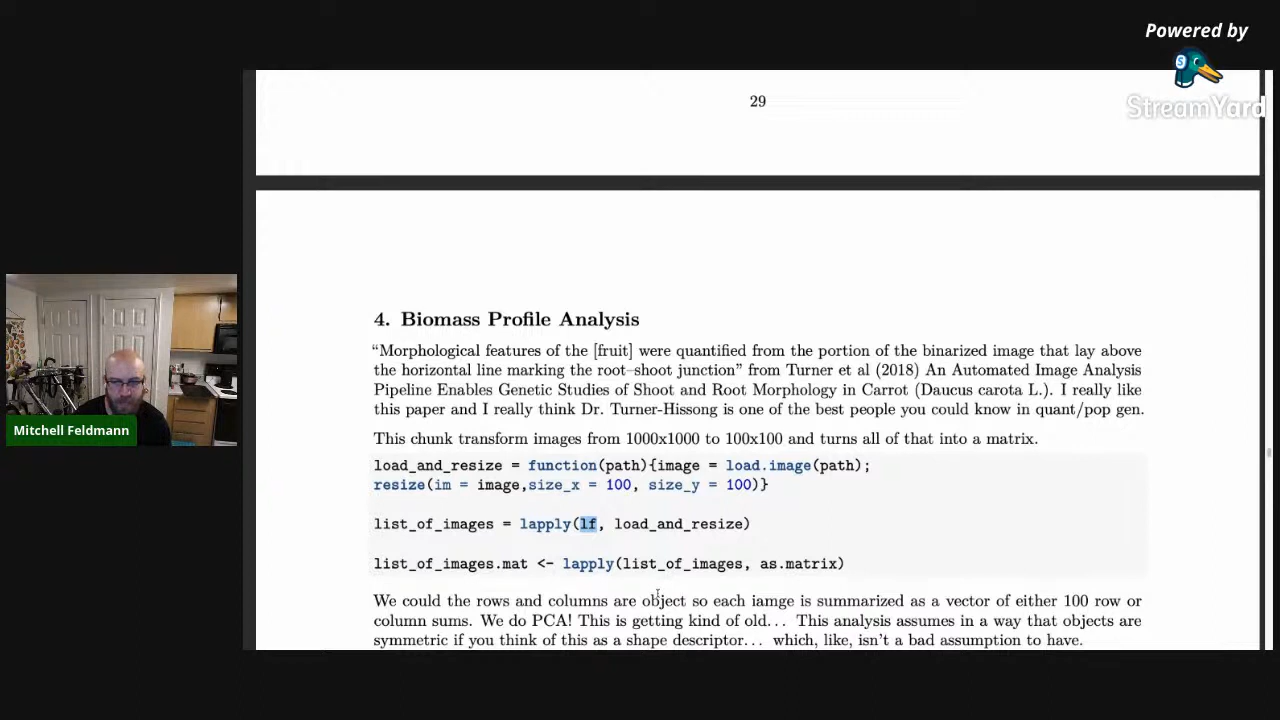 Powered by
StreamYard
29
4. Biomass Profile Analysis
“Morphological features of the [fruit] were quantified from the portion of the binarized image that lay above
the horizontal line marking the root–shoot junction” from Turner et al (2018) An Automated Image Analysis
Pipeline Enables Genetic Studies of Shoot and Root Morphology in Carrot (Daucus carota L.). I really like
this paper and I really think Dr. Turner-Hissong is one of the best people you could know in quant/pop gen.
This chunk transform images from 1000x1000 to 100x100 and turns all of that into a matrix.
load_and_resize = function(path){image = load.image(path);
resize(im = image,size_x = 100, size_y = 100)}
list_of_images = lapply(lf, load_and_resize)
list_of_images.mat <- lapply(list_of_images, as.matrix)
We could the rows and columns are object so each iamge is summarized as a vector of either 100 row or
column sums. We do PCA! This is getting kind of old... This analysis assumes in a way that objects are
symmetric if you think of this as a shape descriptor... which, like, isn’t a bad assumption to have.
Mitchell Feldmann